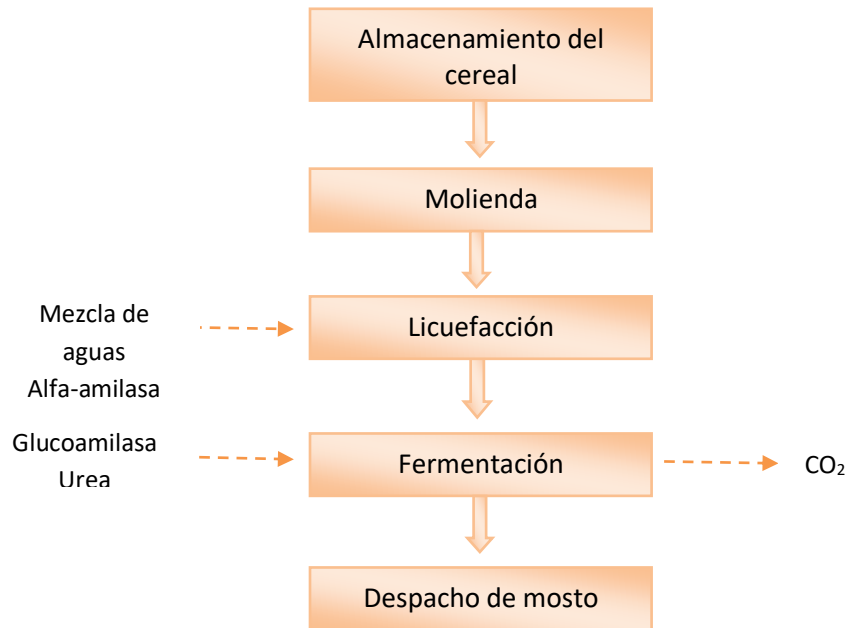 Almacenamiento del
cereal
Molienda
Mezcla de
aguas
Alfa-amilasa
Licuefacción
Glucoamilasa
Urea
Fermentación
CO₂
Despacho de mosto